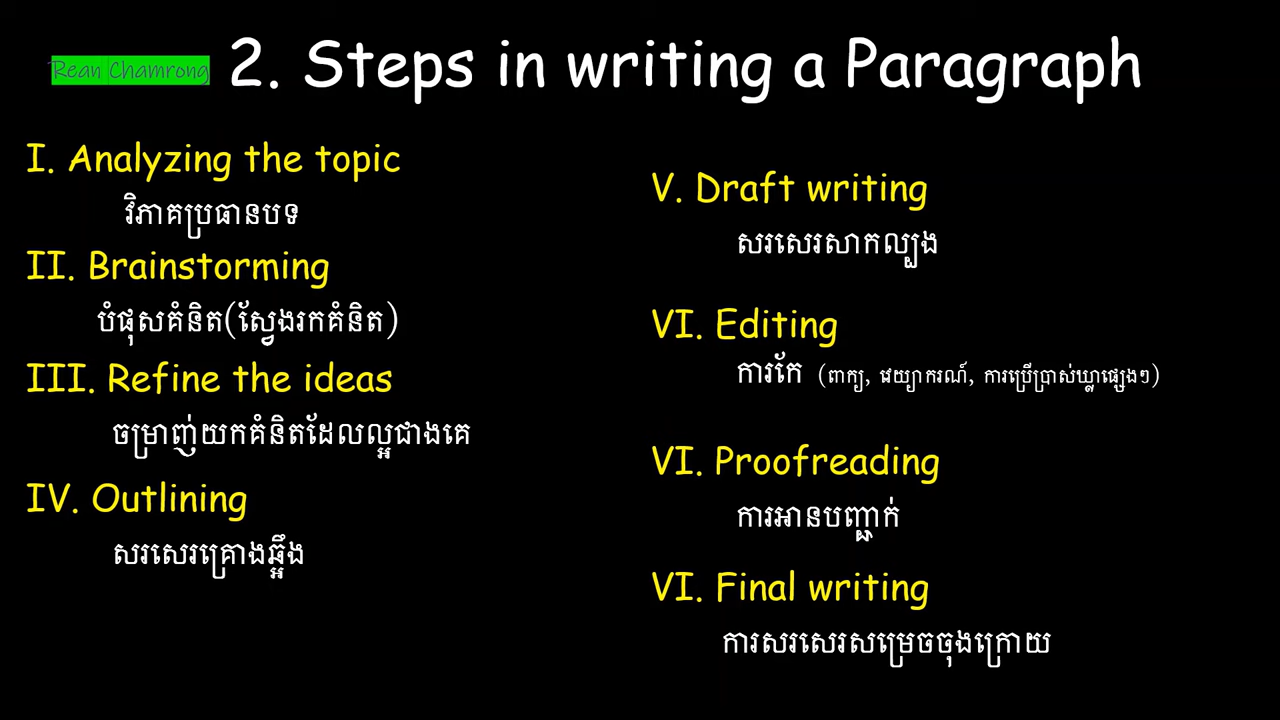 Rean Chamrong
2. Steps in writing a Paragraph
I. Analyzing the topic
វិភាគប្រធានបទ
II. Brainstorming
បំផុសគំនិត(ស្វែងរកគំនិត)
III. Refine the ideas
ចម្រាញ់យកគំនិតដែលល្អជាងគេ
IV. Outlining
សរសេរគ្រោងឆ្អឹង
V. Draft writing
សរសេរសាកល្បង
VI. Editing
ការកែ (ពាក្យ, វេយ្យាករណ៍, ការប្រើប្រាស់ឃ្លាផ្សេងៗ)
VI. Proofreading
ការអានបញ្ជាក់
VI. Final writing
ការសរសេរសម្រេចចុងក្រោយ